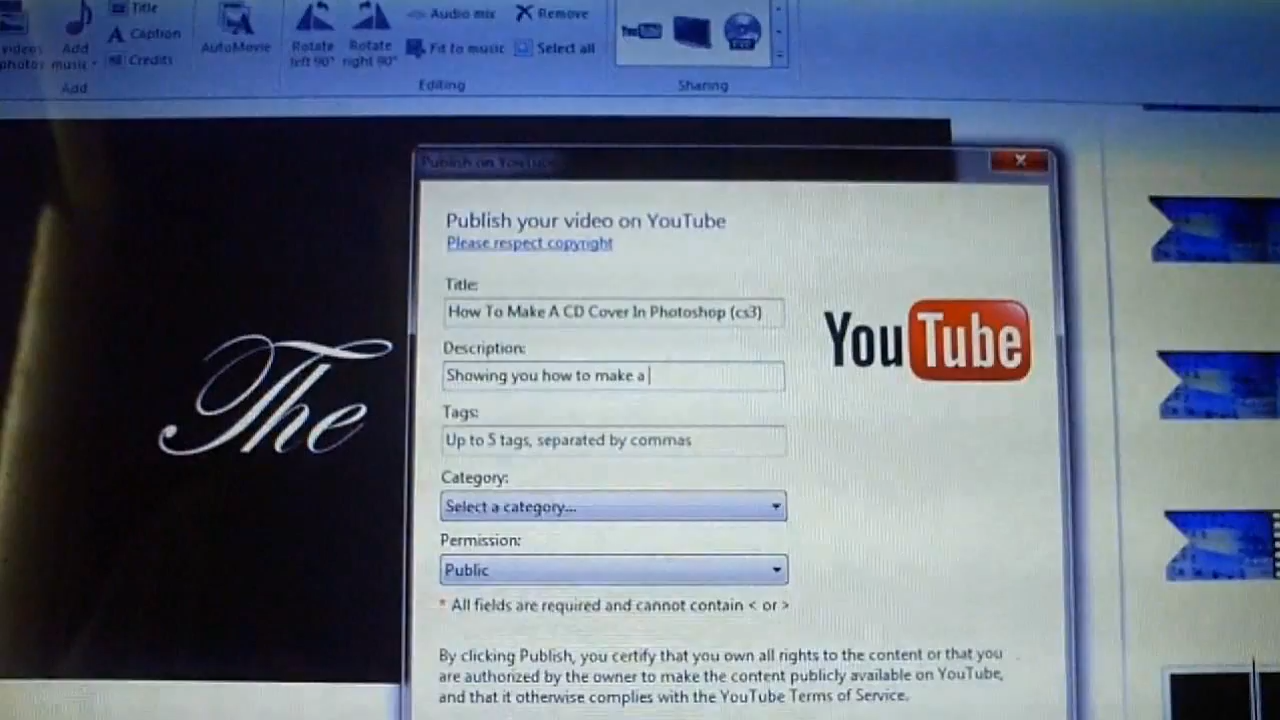 Title
Audio mix
Remove
videos
Add
Caption
AutoMovie
Rotate
Rotate
Fit to music
Select all
YouTube
photos
music
Credits
left 90°
right 90°
Add
Editing
Sharing
Publish on YouTube
Publish your video on YouTube
Please respect copyright
Title:
How To Make A CD Cover In Photoshop (cs3)
Description:
Showing you how to make a
You Tube
The
Tags:
Up to 5 tags, separated by commas
Category:
Select a category...
Permission:
Public
* All fields are required and cannot contain < or >
By clicking Publish, you certify that you own all rights to the content or that you
are authorized by the owner to make the content publicly available on YouTube,
and that it otherwise complies with the YouTube Terms of Service.